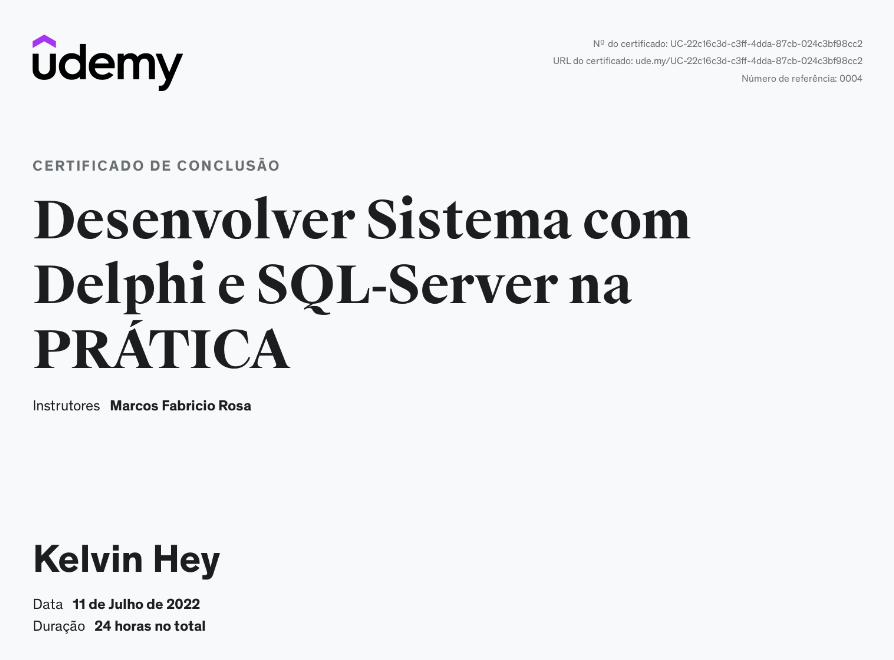 udemy
Nº do certificado: UC-22c16c3d-c3ff-4dda-87cb-024c3bf98cc2
URL do certificado: ude.my/UC-22c16c3d-c3ff-4dda-87cb-024c3bf98cc2
Número de referência: 0004
CERTIFICADO DE CONCLUSÃO
Desenvolver Sistema com
Delphi e SQL-Server na
PRÁTICA
Instrutores Marcos Fabricio Rosa
Kelvin Hey
Data 11 de Julho de 2022
Duração 24 horas no total